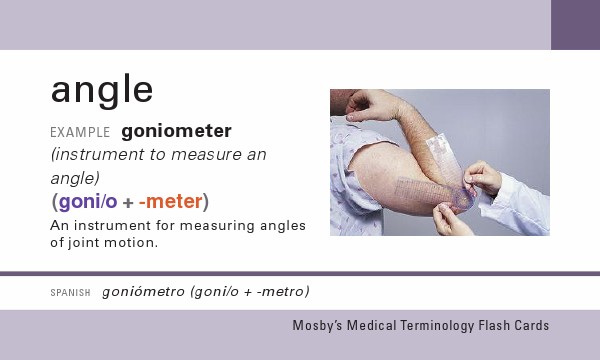 angle
EXAMPLE goniometer
(instrument to measure an
angle)
(goni/o + -meter)
An instrument for measuring angles
of joint motion.
SPANISH goniómetro (goni/o + -metro)
Mosby's Medical Terminology Flash Cards